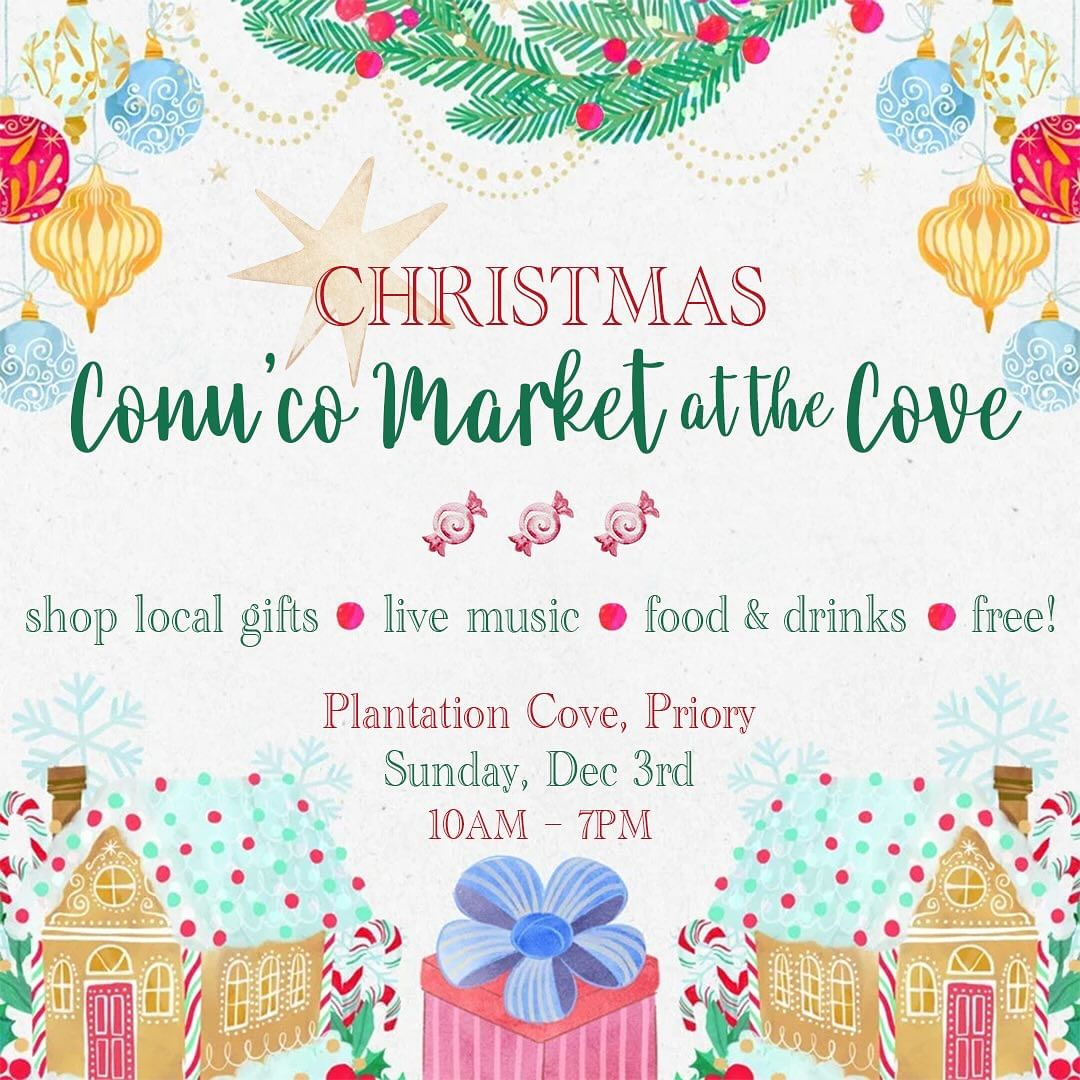 CHRISTMAS
Conu'co Market at the Cove
shop local gifts • live music • food & drinks • free!
Plantation Cove, Priory
Sunday, Dec 3rd
10AM - 7PM